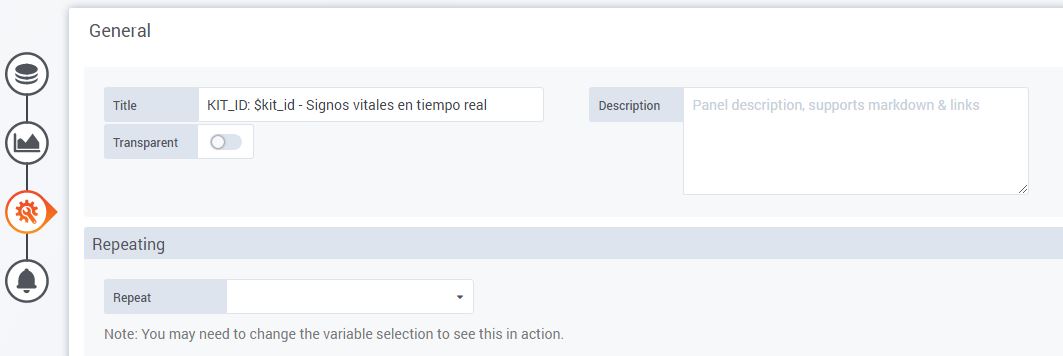 General
Title
KIT_ID: $kit_id - Signos vitales en tiempo real
Description
Panel description, supports markdown & links
Transparent
Repeating
Repeat
Note: You may need to change the variable selection to see this in action.